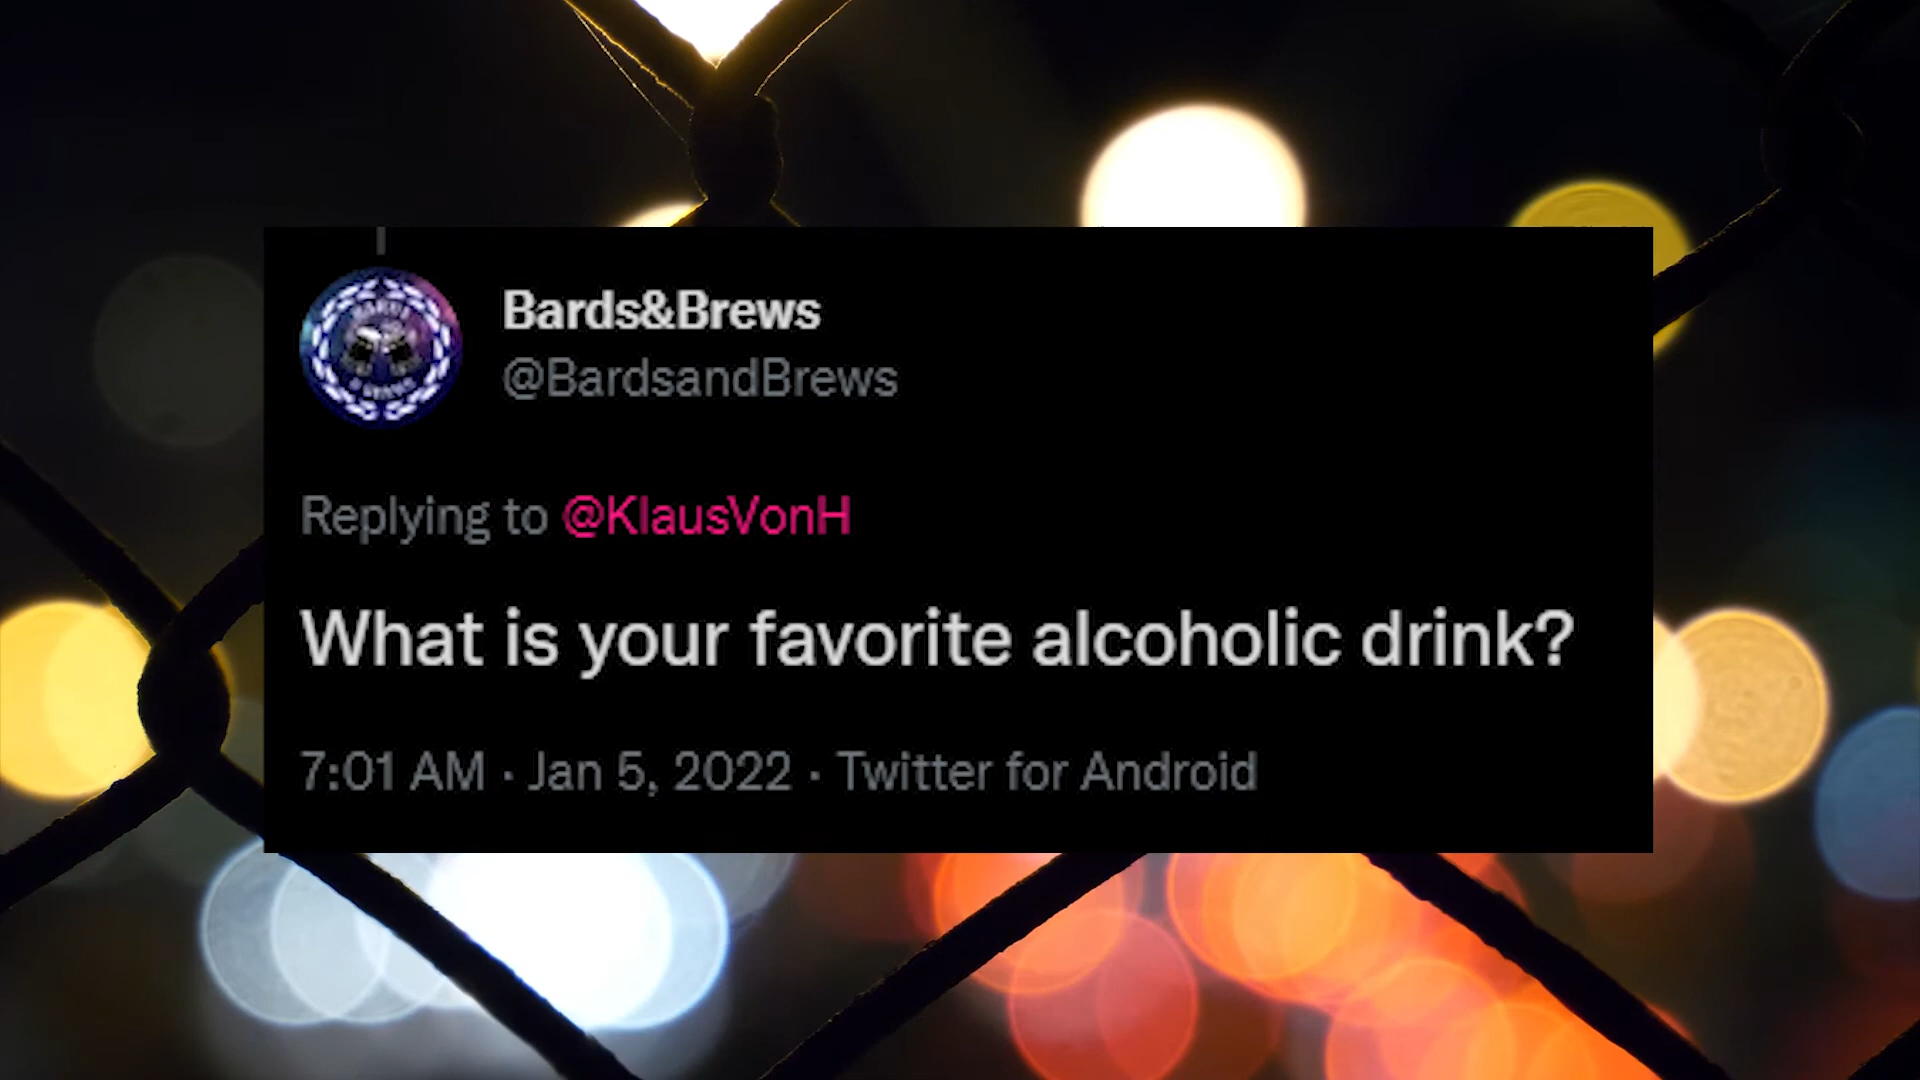 Bards&Brews
@BardsandBrews
Replying to @KlausVonH
What is your favorite alcoholic drink?
7:01 AM · Jan 5, 2022 · Twitter for Android